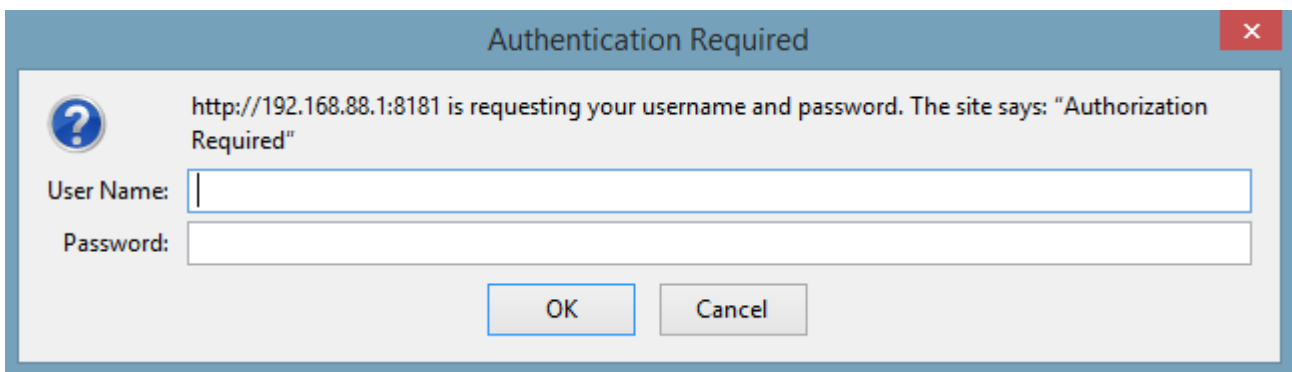 Authentication Required
http://192.168.88.1:8181 is requesting your username and password. The site says: “Authorization
Required”
User Name:
Password:
OK
Cancel